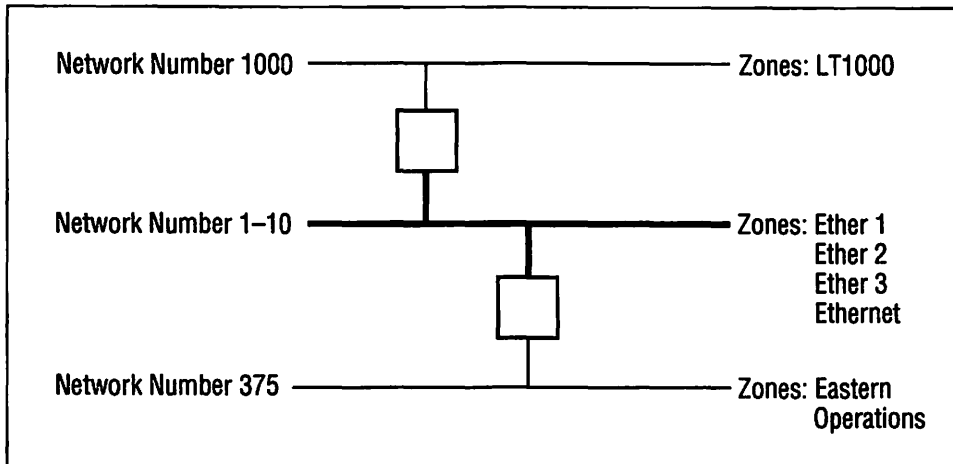 Network Number 1000
Zones: LT1000
Network Number 1–10
Zones: Ether 1
Ether 2
Ether 3
Ethernet
Network Number 375
Zones: Eastern
Operations